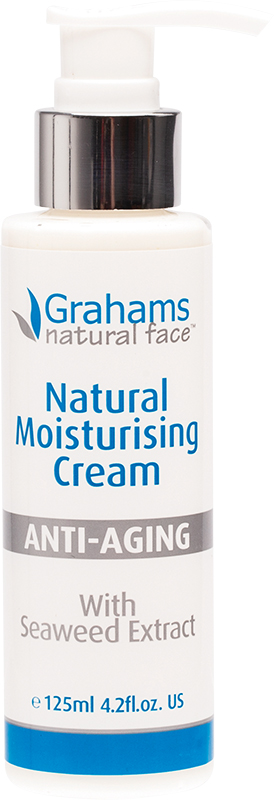 Grahams
natural face™
Natural
Moisturising
Cream
ANTI-AGING
With
Seaweed Extract
℮ 125ml 4.2fl.oz. US